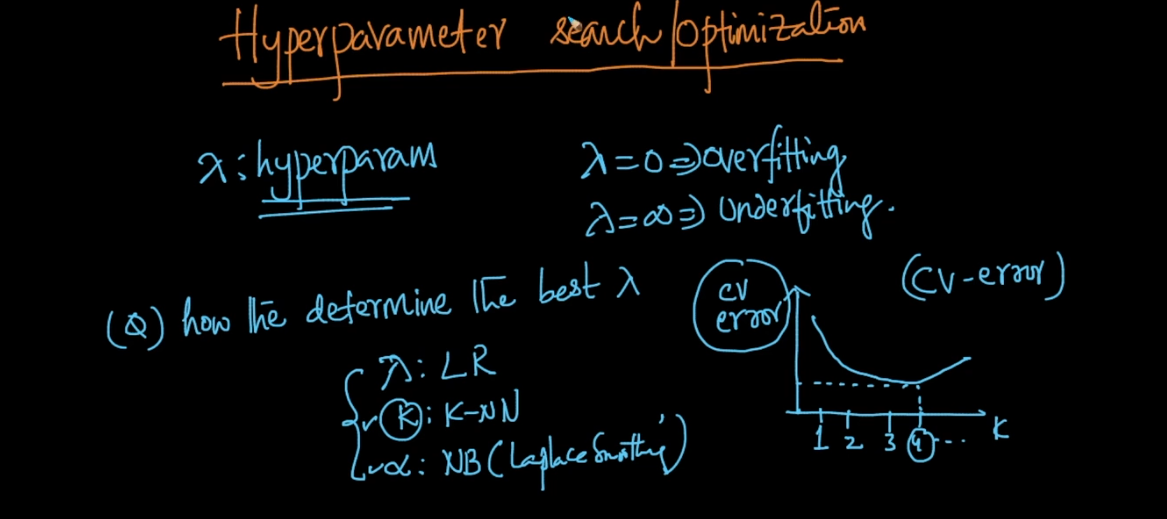 Hyperparameter search/optimization
λ: hyperparam
λ=0 ⇒ overfitting
λ=∞ ⇒ Underfitting.
(Q) how the determine the best λ
λ: LR
✓(K): K-NN
✓α: NB (Laplace Smoothing)
CV
error
(CV-error)
1 2 3 4 ... K